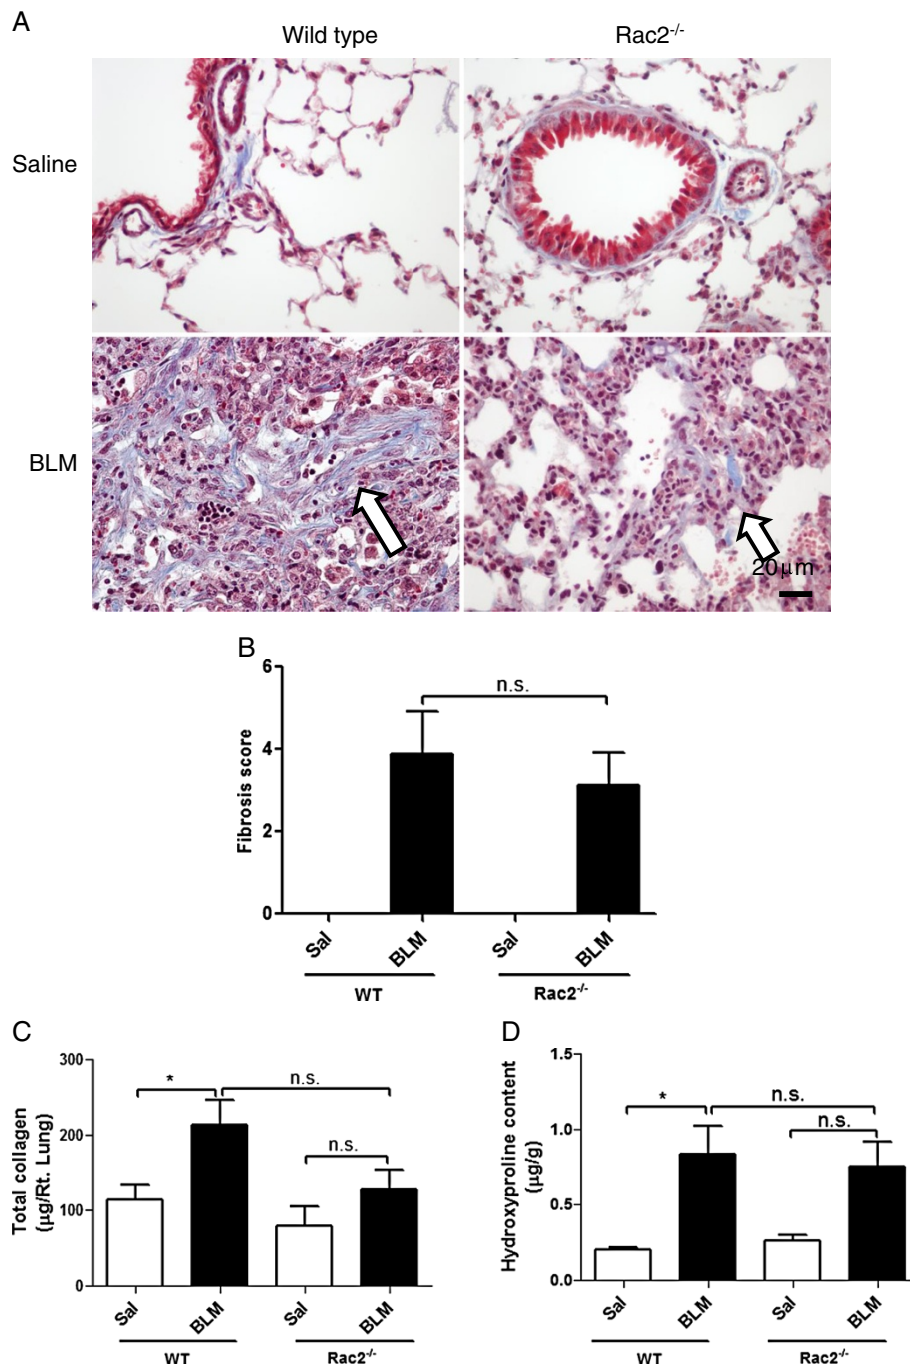 A
Wild type
Rac2-/-
Saline
BLM
20μm
B
6
n.s.
4
Fibrosis score
2
0
Sal
BLM
Sal
BLM
WT
Rac2-/-
C
300
*
n.s.
200
Total collagen
(μg/Rt. Lung)
n.s.
100
0
Sal
BLM
Sal
BLM
WT
Rac2-/-
D
1.5
*
n.s.
n.s.
1.0
Hydroxyproline content
(μg/g)
0.5
0.0
Sal
BLM
Sal
BLM
WT
Rac2-/-